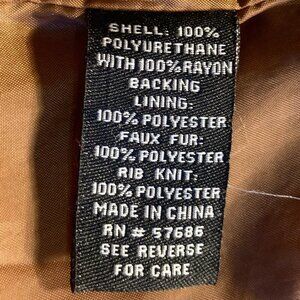 SHELL: 100%
POLYURETHANE
WITH 100% RAYON
BACKING
LINING:
100% POLYESTER
FAUX FUR:
100% POLYESTER
RIB KNIT:
100% POLYESTER
MADE IN CHINA
RN # 57686
SEE REVERSE
FOR CARE